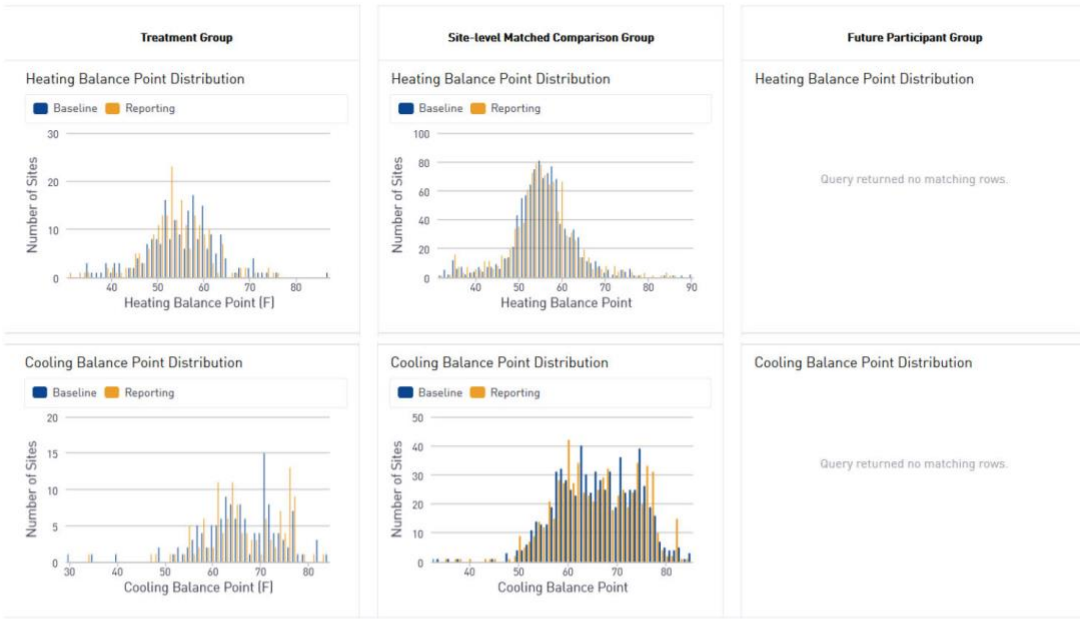 Treatment Group
Site-level Matched Comparison Group
Future Participant Group
Heating Balance Point Distribution
Baseline Reporting
30
20
10
0
Number of Sites
40 50 60 70 80
Heating Balance Point (F)
Heating Balance Point Distribution
Baseline Reporting
100
80
60
40
20
0
Number of Sites
40 50 60 70 80 90
Heating Balance Point
Heating Balance Point Distribution
Query returned no matching rows.
Cooling Balance Point Distribution
Baseline Reporting
20
15
10
5
0
Number of Sites
30 40 50 60 70 80
Cooling Balance Point (F)
Cooling Balance Point Distribution
Baseline Reporting
50
40
30
20
10
0
Number of Sites
40 50 60 70 80
Cooling Balance Point
Cooling Balance Point Distribution
Query returned no matching rows.